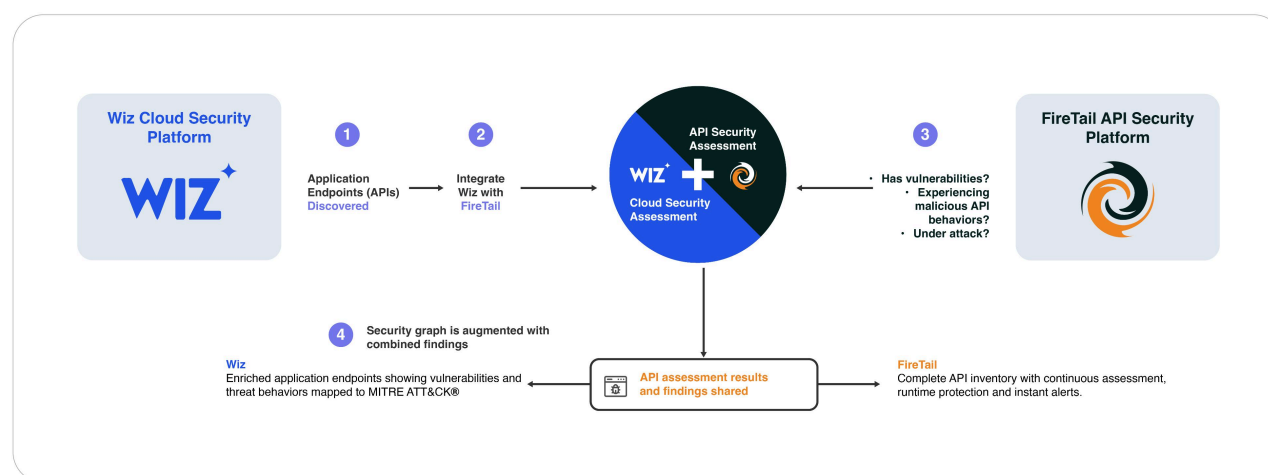 Wiz Cloud Security
Platform
WIZ
1
Application
Endpoints (APIs)
Discovered
2
Integrate
Wiz with
FireTail
API Security
Assessment
WIZ
Cloud Security
Assessment
3
• Has vulnerabilities?
• Experiencing
malicious API
behaviors?
• Under attack?
FireTail API Security
Platform
4
Security graph is augmented with
combined findings
Wiz
Enriched application endpoints showing vulnerabilities and
threat behaviors mapped to MITRE ATT&CK®
API assessment results
and findings shared
FireTail
Complete API inventory with continuous assessment,
runtime protection and instant alerts.